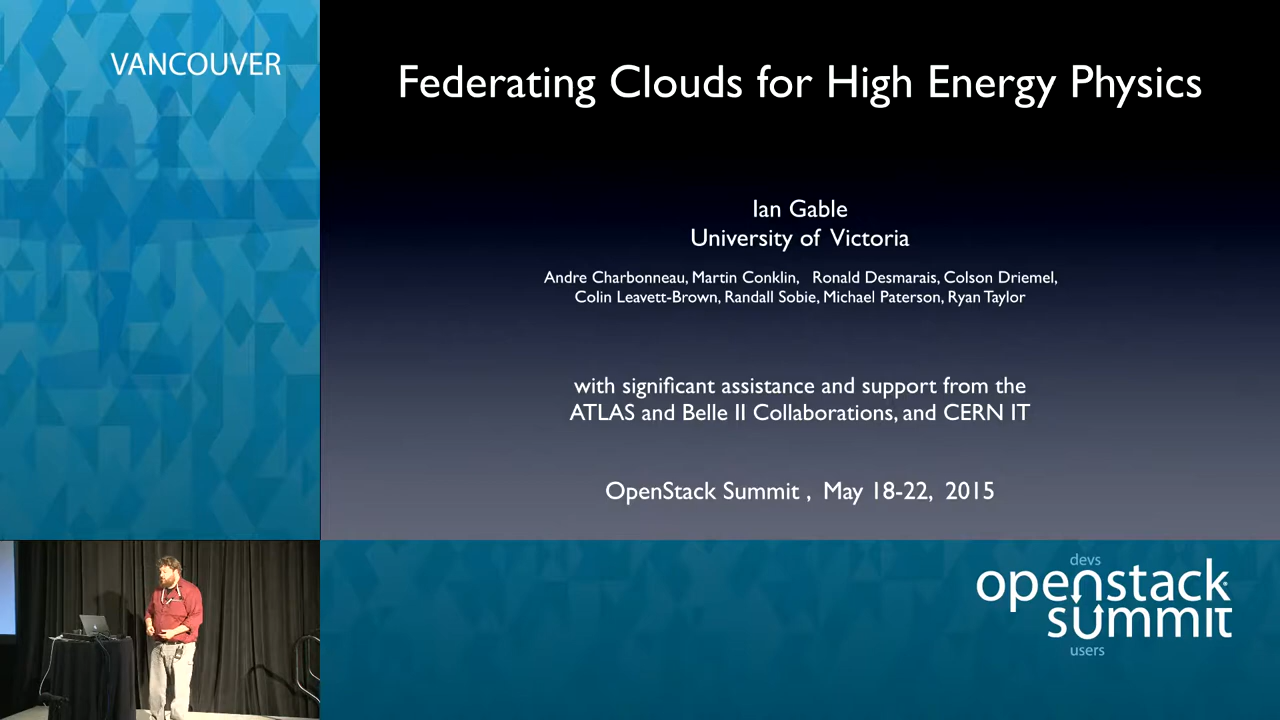 VANCOUVER
Federating Clouds for High Energy Physics
Ian Gable
University of Victoria
Andre Charbonneau, Martin Conklin, Ronald Desmarais, Colson Driemel,
Colin Leavett-Brown, Randall Sobie, Michael Paterson, Ryan Taylor
with significant assistance and support from the
ATLAS and Belle II Collaborations, and CERN IT
OpenStack Summit , May 18-22, 2015
devs
openstack
summit
users